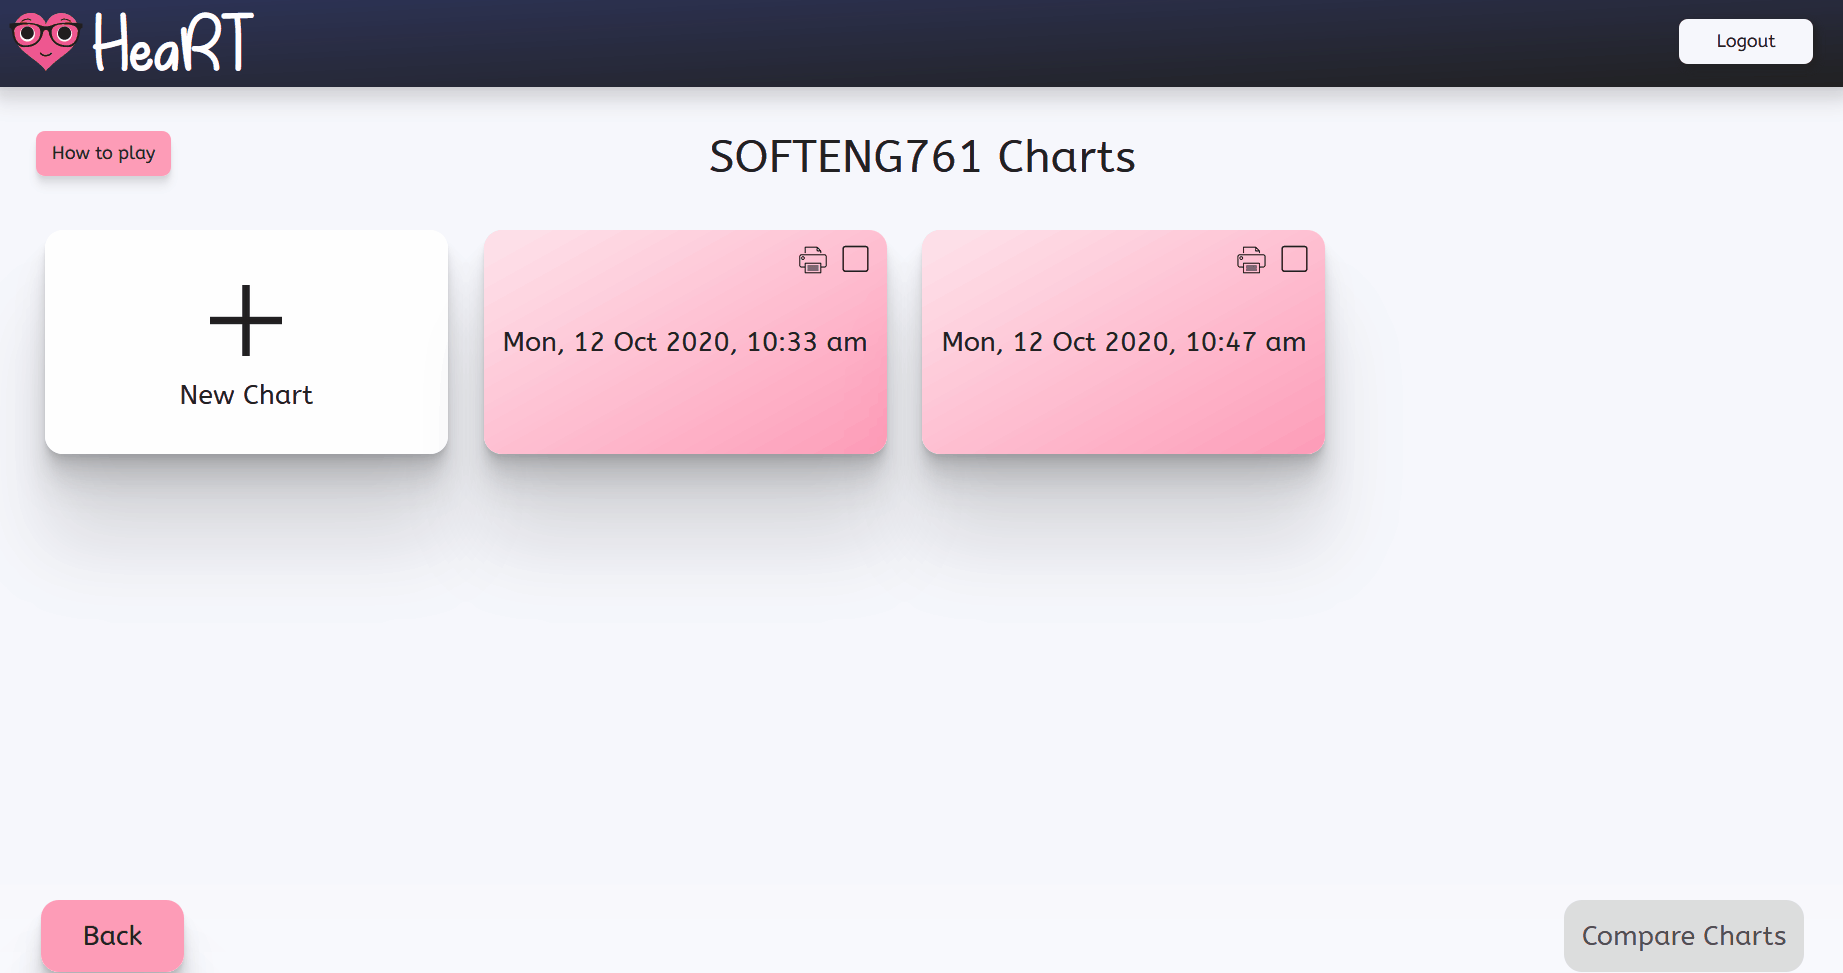 HeaRT
Logout
How to play
SOFTENG761 Charts
New Chart
Mon, 12 Oct 2020, 10:33 am
Mon, 12 Oct 2020, 10:47 am
Back
Compare Charts